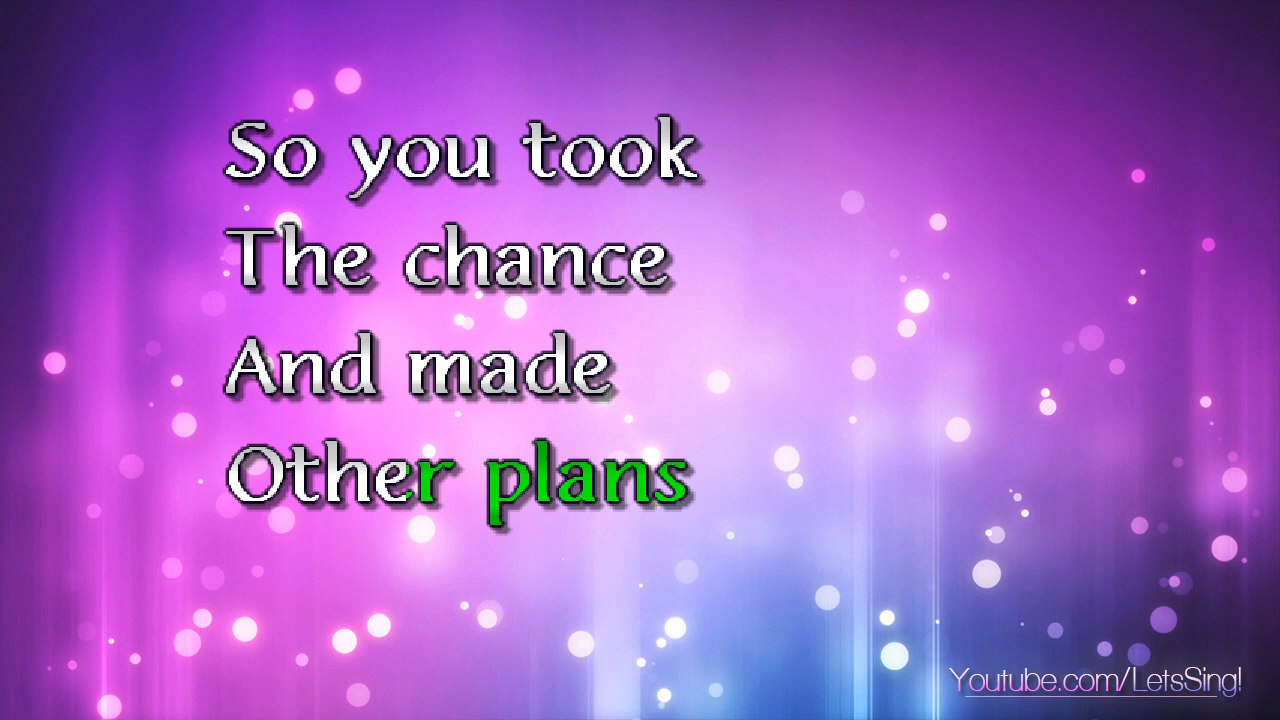 So you took
The chance
And made
Other plans
Youtube.com/LetsSing!